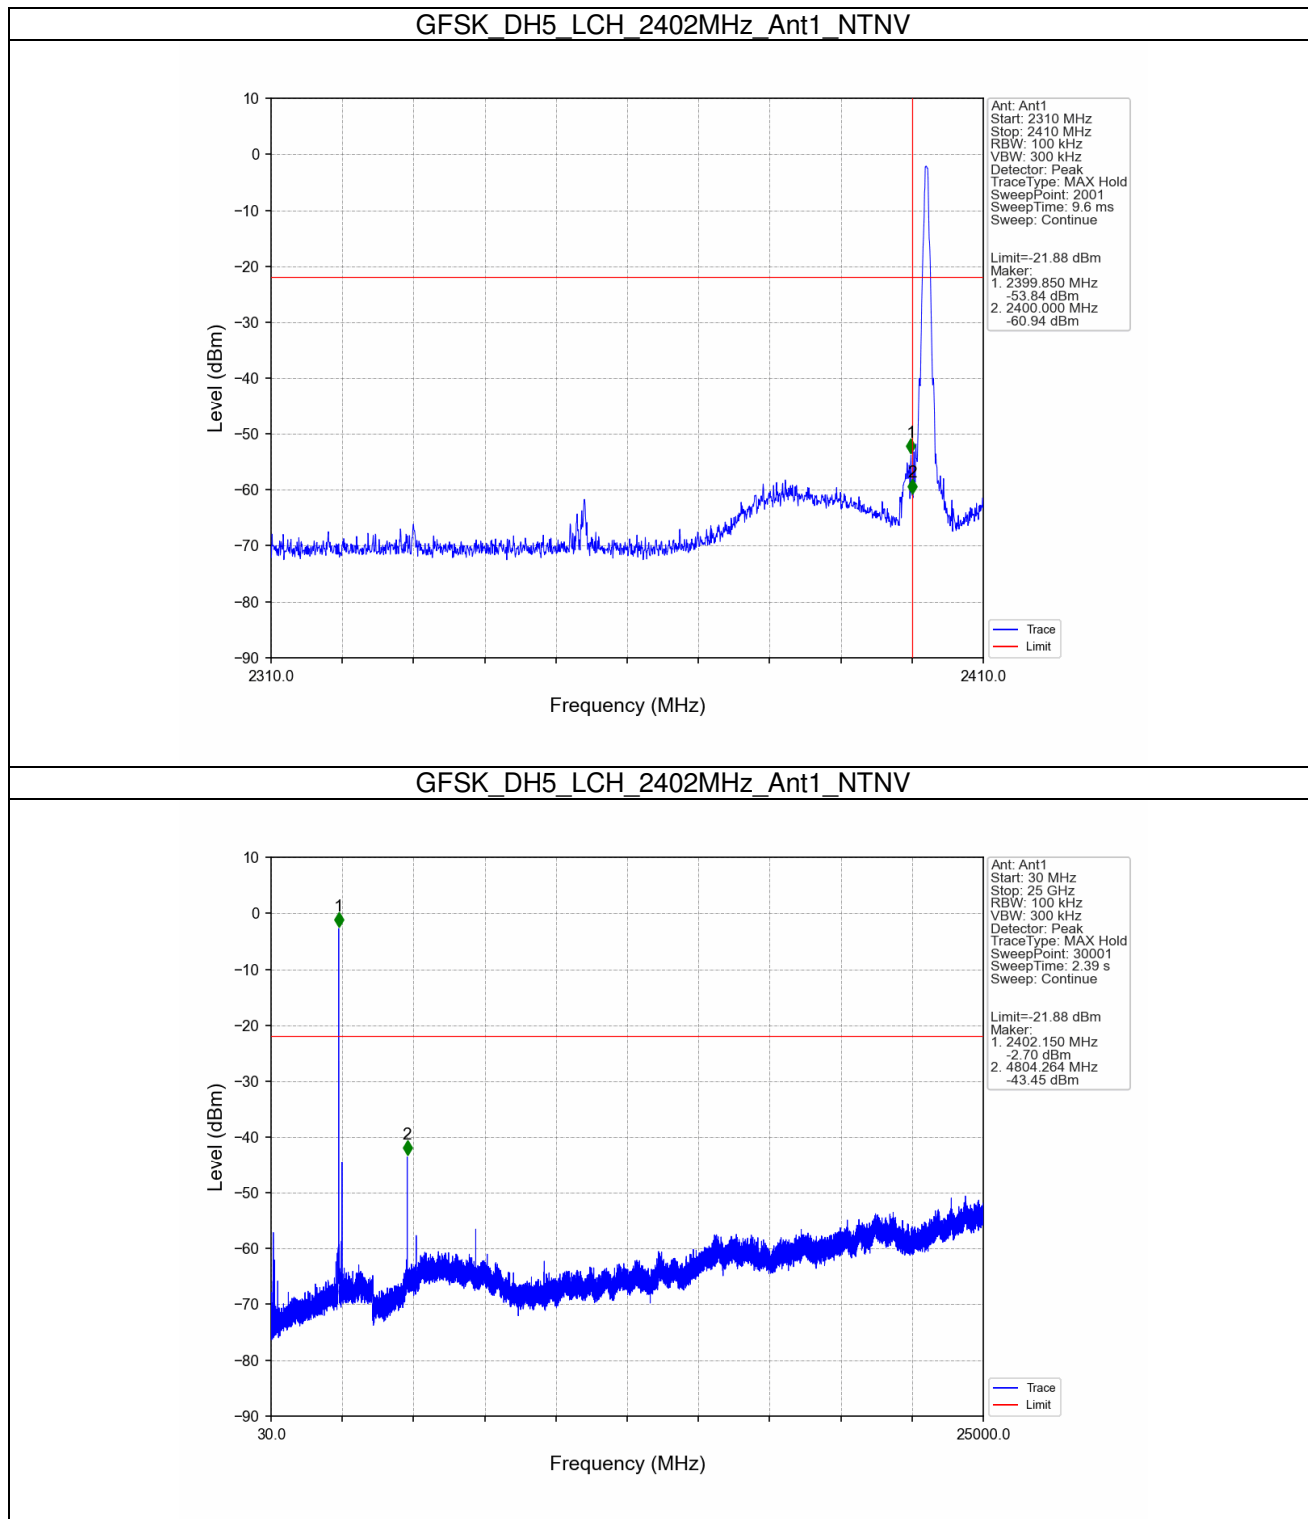 GFSK_DH5_LCH_2402MHz_Ant1_NTNV
10
0
−10
−20
−30
−40
−50
−60
−70
−80
−90
Level (dBm)
1
2
2310.0
2410.0
Frequency (MHz)
Ant: Ant1
Start: 2310 MHz
Stop: 2410 MHz
RBW: 100 kHz
VBW: 300 kHz
Detector: Peak
TraceType: MAX Hold
SweepPoint: 2001
SweepTime: 9.6 ms
Sweep: Continue
Limit=-21.88 dBm
Maker:
1. 2399.850 MHz
-53.84 dBm
2. 2400.000 MHz
-60.94 dBm
Trace
Limit
GFSK_DH5_LCH_2402MHz_Ant1_NTNV
10
0
−10
−20
−30
−40
−50
−60
−70
−80
−90
Level (dBm)
1
2
30.0
25000.0
Frequency (MHz)
Ant: Ant1
Start: 30 MHz
Stop: 25 GHz
RBW: 100 kHz
VBW: 300 kHz
Detector: Peak
TraceType: MAX Hold
SweepPoint: 30001
SweepTime: 2.39 s
Sweep: Continue
Limit=-21.88 dBm
Maker:
1. 2402.150 MHz
-2.70 dBm
2. 4804.264 MHz
-43.45 dBm
Trace
Limit